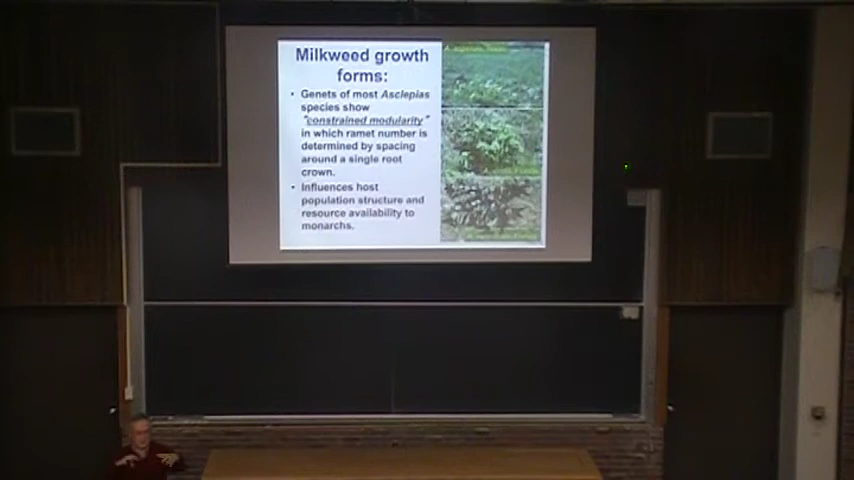 Milkweed growth
forms:
• Genets of most Asclepias
species show
"constrained modularity"
in which ramet number is
determined by spacing
around a single root
crown.
• Influences host
population structure and
resource availability to
monarchs.